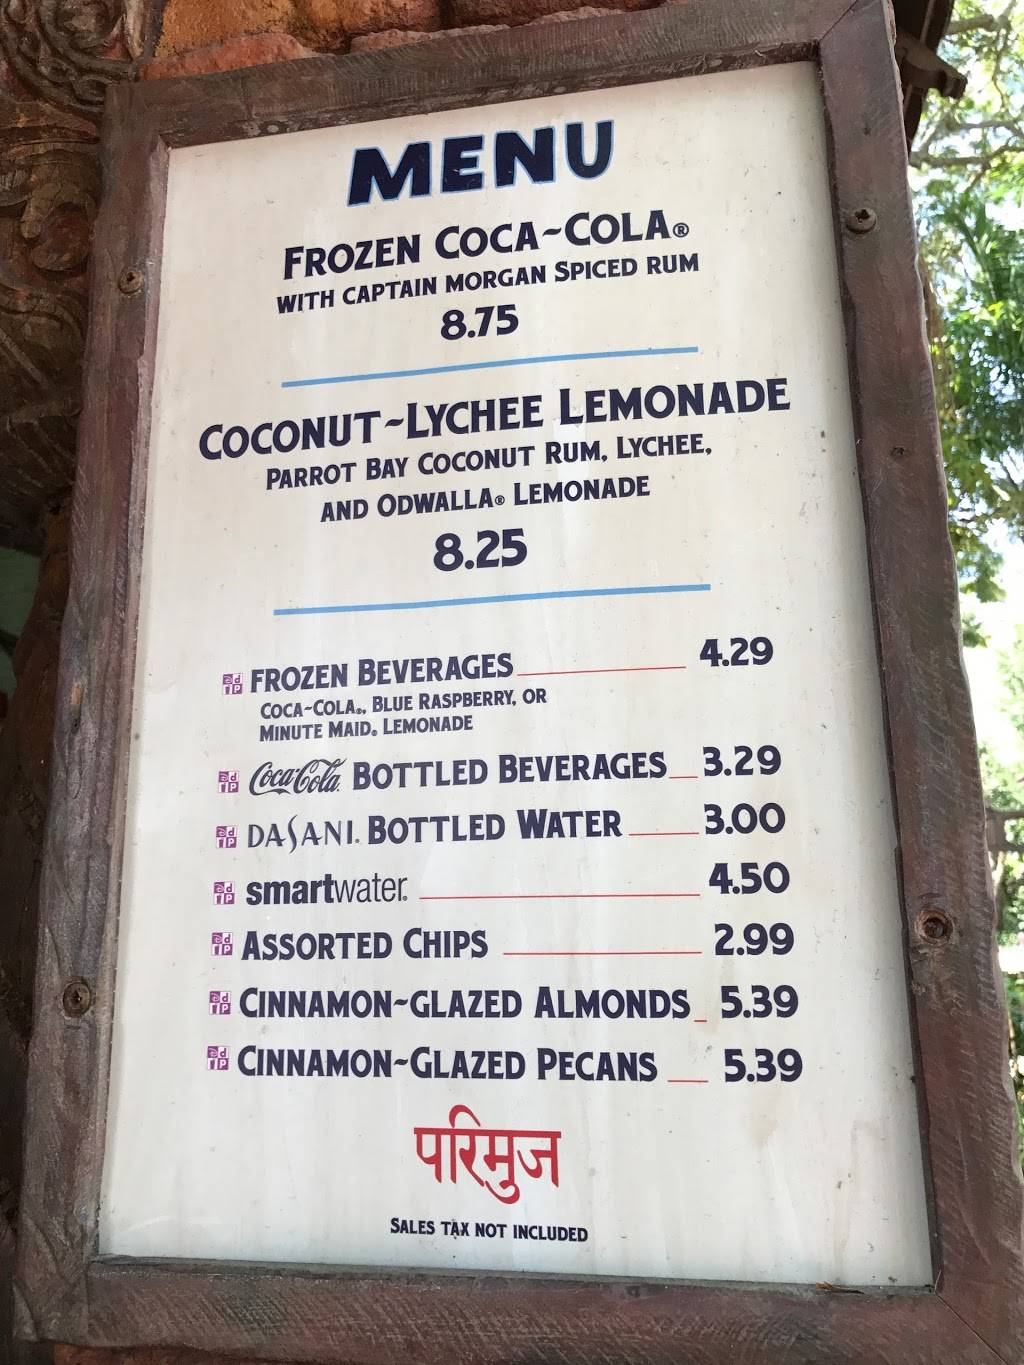 MENU
FROZEN COCA~COLA®
WITH CAPTAIN MORGAN SPICED RUM
8.75
COCONUT~LYCHEE LEMONADE
PARROT BAY COCONUT RUM, LYCHEE,
AND ODWALLA® LEMONADE
8.25
FROZEN BEVERAGES 4.29
COCA~COLA®, BLUE RASPBERRY, OR
MINUTE MAID® LEMONADE
Coca-Cola BOTTLED BEVERAGES 3.29
DASANI® BOTTLED WATER 3.00
smartwater® 4.50
ASSORTED CHIPS 2.99
CINNAMON~GLAZED ALMONDS 5.39
CINNAMON~GLAZED PECANS 5.39
परिमुज
SALES TAX NOT INCLUDED